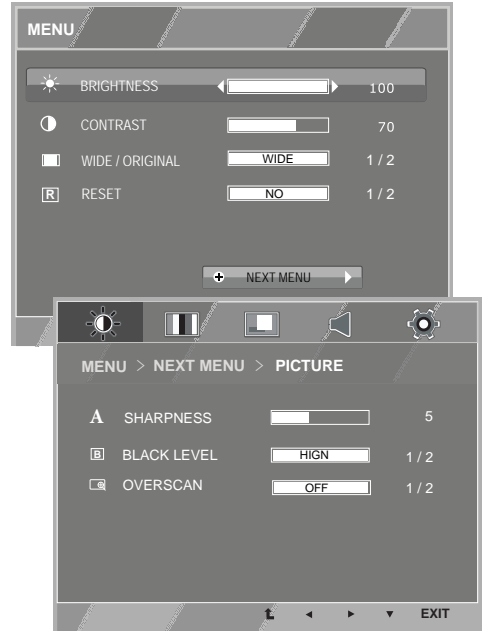 MENU
BRIGHTNESS 100
CONTRAST 70
WIDE / ORIGINAL WIDE 1 / 2
R RESET NO 1 / 2
NEXT MENU
MENU > NEXT MENU > PICTURE
A SHARPNESS 5
B BLACK LEVEL HIGN 1 / 2
OVERSCAN OFF 1 / 2
EXIT